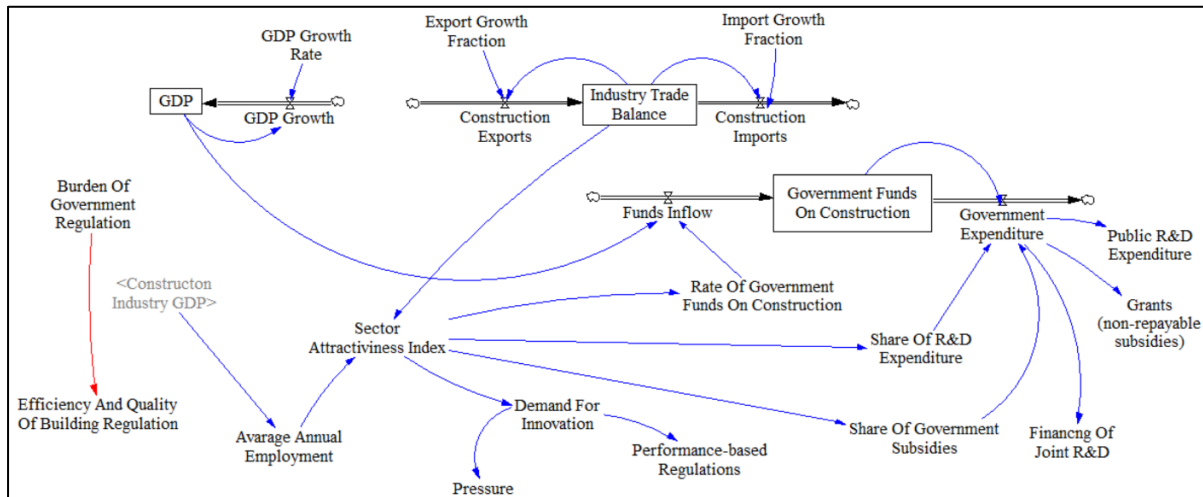 GDP Growth
Rate
GDP
GDP Growth
Export Growth
Fraction
Import Growth
Fraction
Industry Trade
Balance
Construction
Exports
Construction
Imports
Burden Of
Government
Regulation
Government Funds
On Construction
Funds Inflow
Government
Expenditure
Public R&D
Expenditure
<Constructon
Industry GDP>
Rate Of Government
Funds On Construction
Grants
(non-repayable
subsidies)
Sector
Attractiviness Index
Share Of R&D
Expenditure
Efficiency And Quality
Of Building Regulation
Avarage Annual
Employment
Demand For
Innovation
Performance-based
Regulations
Pressure
Share Of Government
Subsidies
Financng Of
Joint R&D